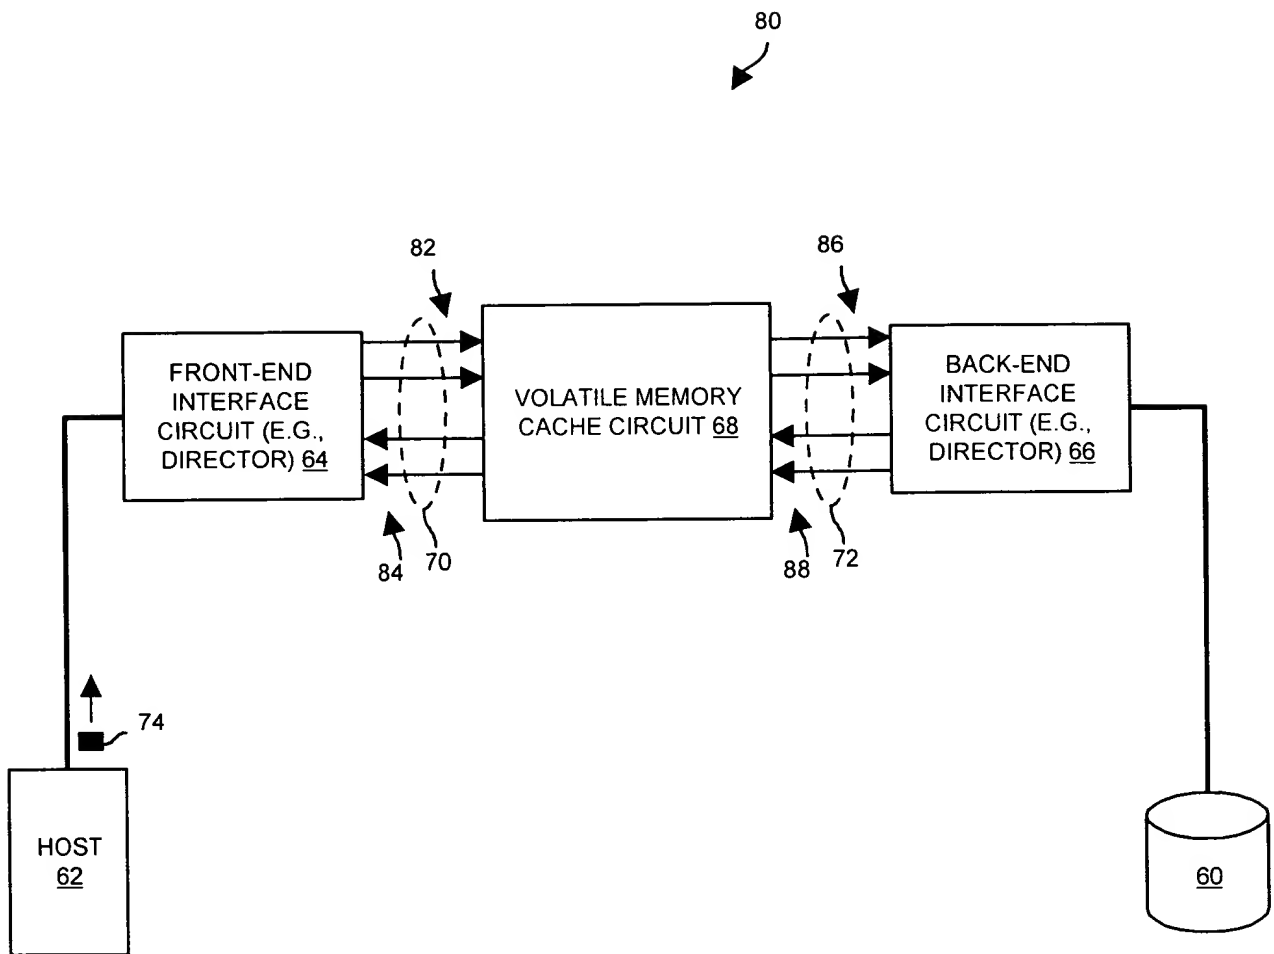 80
82
86
FRONT-END
INTERFACE
CIRCUIT (E.G.,
DIRECTOR) 64
VOLATILE MEMORY
CACHE CIRCUIT 68
BACK-END
INTERFACE
CIRCUIT (E.G.,
DIRECTOR) 66
84
70
88
72
74
HOST
62
60